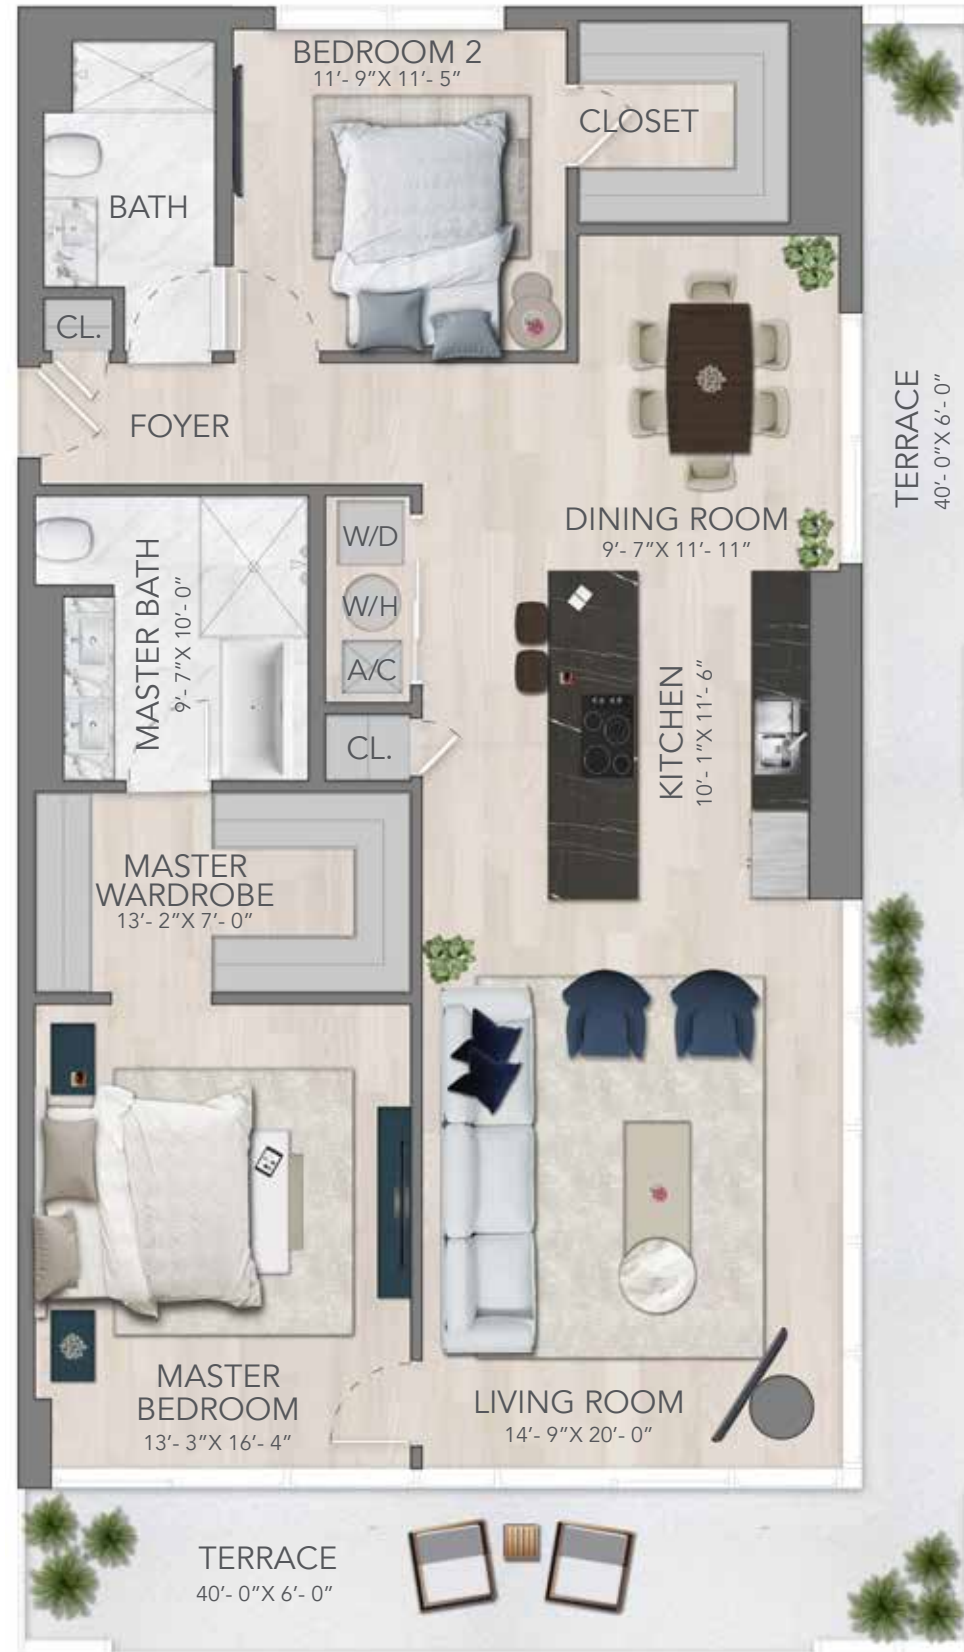 BEDROOM 2
11'- 9"X 11'- 5"
CLOSET
BATH
CL.
FOYER
TERRACE
40'- 0"X 6'- 0"
DINING ROOM
9'- 7"X 11'- 11"
W/D
W/H
A/C
MASTER BATH
9'- 7"X 10'- 0"
KITCHEN
10'- 1"X 11'- 6"
CL.
MASTER
WARDROBE
13'- 2"X 7'- 0"
MASTER
BEDROOM
13'- 3"X 16'- 4"
LIVING ROOM
14'- 9"X 20'- 0"
TERRACE
40'- 0"X 6'- 0"